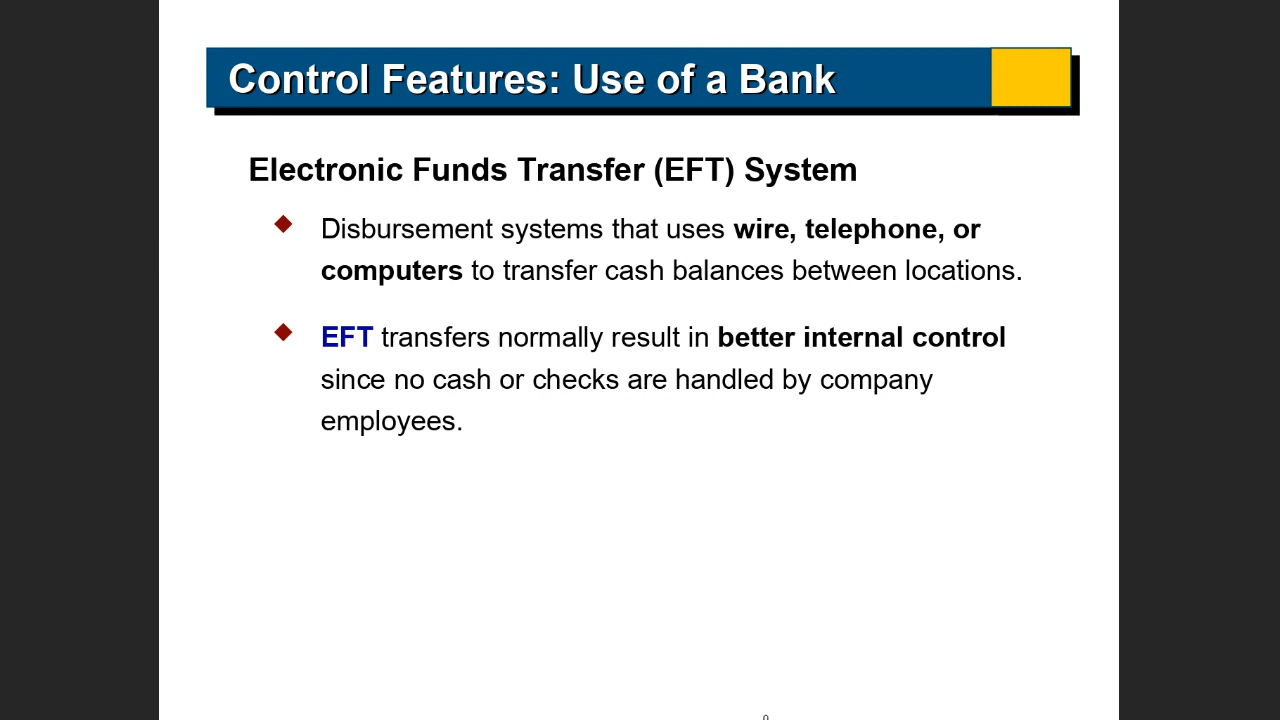 Control Features: Use of a Bank
Electronic Funds Transfer (EFT) System
Disbursement systems that uses wire, telephone, or
computers to transfer cash balances between locations.
EFT transfers normally result in better internal control
since no cash or checks are handled by company
employees.